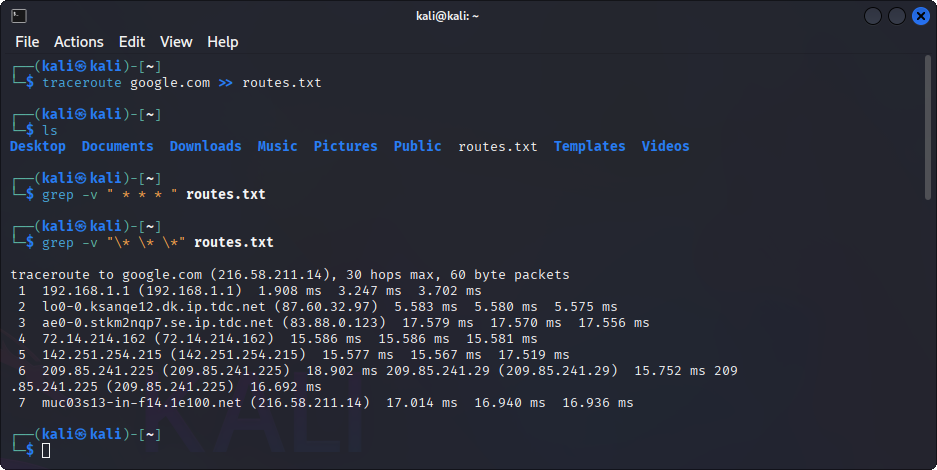 kali@kali: ~
File Actions Edit View Help
┌──(kali㉿kali)-[~]
└─$ traceroute google.com >> routes.txt
┌──(kali㉿kali)-[~]
└─$ ls
Desktop Documents Downloads Music Pictures Public routes.txt Templates Videos
┌──(kali㉿kali)-[~]
└─$ grep -v " * * * " routes.txt
┌──(kali㉿kali)-[~]
└─$ grep -v "\* \* \*" routes.txt
traceroute to google.com (216.58.211.14), 30 hops max, 60 byte packets
 1  192.168.1.1 (192.168.1.1)  1.908 ms  3.247 ms  3.702 ms
 2  lo0-0.ksanqe12.dk.ip.tdc.net (87.60.32.97)  5.583 ms  5.580 ms  5.575 ms
 3  ae0-0.stkm2nqp7.se.ip.tdc.net (83.88.0.123)  17.579 ms  17.570 ms  17.556 ms
 4  72.14.214.162 (72.14.214.162)  15.586 ms  15.586 ms  15.581 ms
 5  142.251.254.215 (142.251.254.215)  15.577 ms  15.567 ms  17.519 ms
 6  209.85.241.225 (209.85.241.225)  18.902 ms 209.85.241.29 (209.85.241.29)  15.752 ms 209
.85.241.225 (209.85.241.225)  16.692 ms
 7  muc03s13-in-f14.1e100.net (216.58.211.14)  17.014 ms  16.940 ms  16.936 ms
┌──(kali㉿kali)-[~]
└─$
KALI